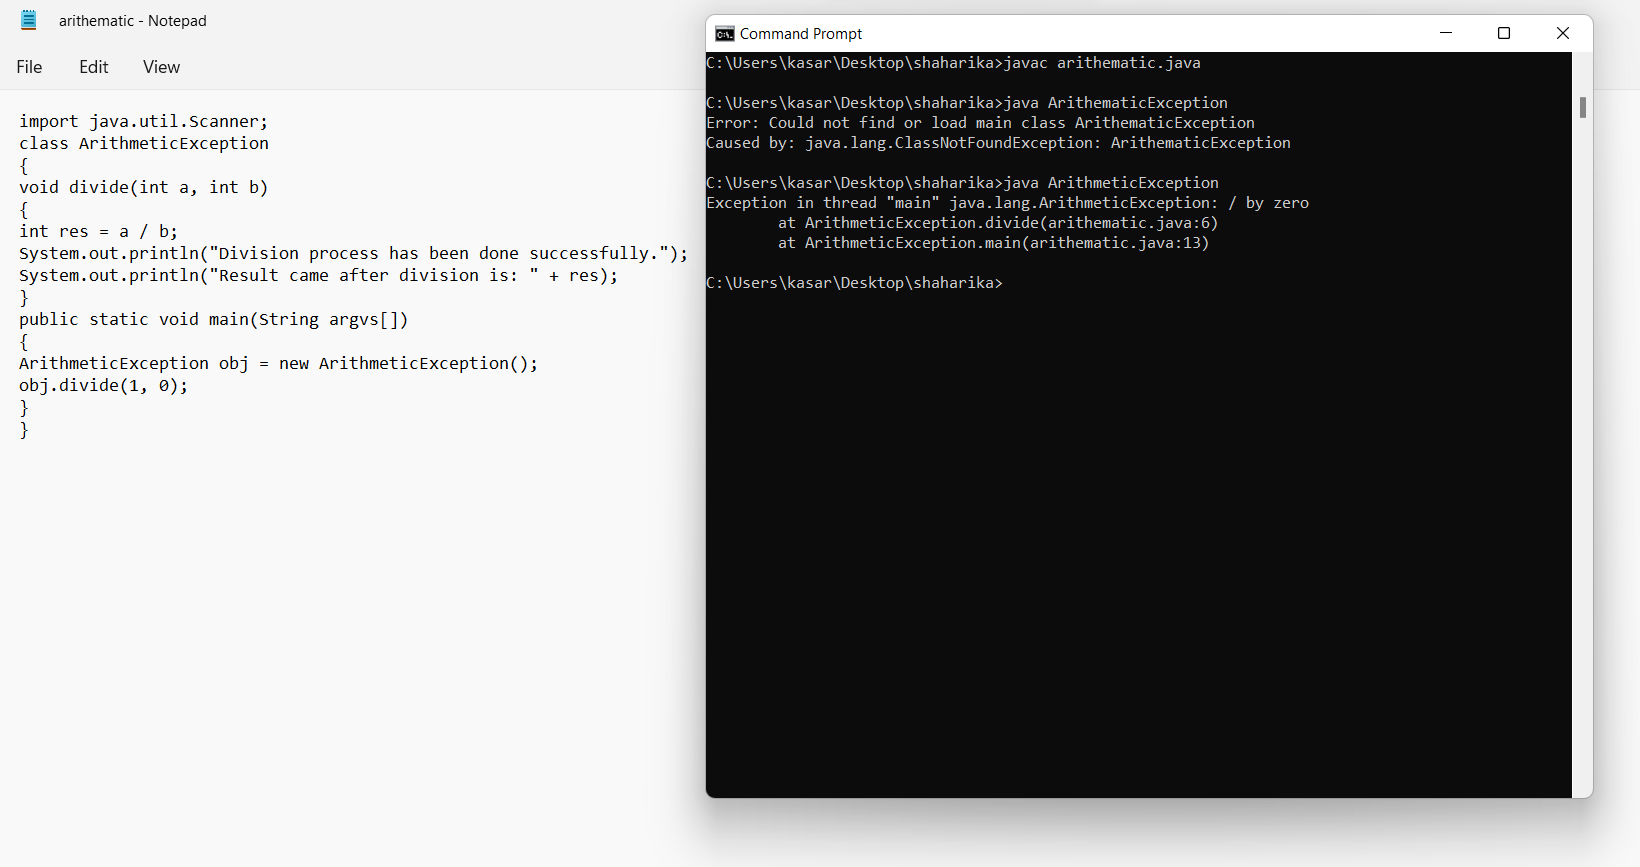 arithematic - Notepad
File Edit View
import java.util.Scanner;
class ArithmeticException
{
void divide(int a, int b)
{
int res = a / b;
System.out.println("Division process has been done successfully.");
System.out.println("Result came after division is: " + res);
}
public static void main(String argvs[])
{
ArithmeticException obj = new ArithmeticException();
obj.divide(1, 0);
}
}
Command Prompt
C:\Users\kasar\Desktop\shaharika>javac arithematic.java
C:\Users\kasar\Desktop\shaharika>java ArithematicException
Error: Could not find or load main class ArithematicException
Caused by: java.lang.ClassNotFoundException: ArithematicException
C:\Users\kasar\Desktop\shaharika>java ArithmeticException
Exception in thread "main" java.lang.ArithmeticException: / by zero
at ArithmeticException.divide(arithematic.java:6)
at ArithmeticException.main(arithematic.java:13)
C:\Users\kasar\Desktop\shaharika>